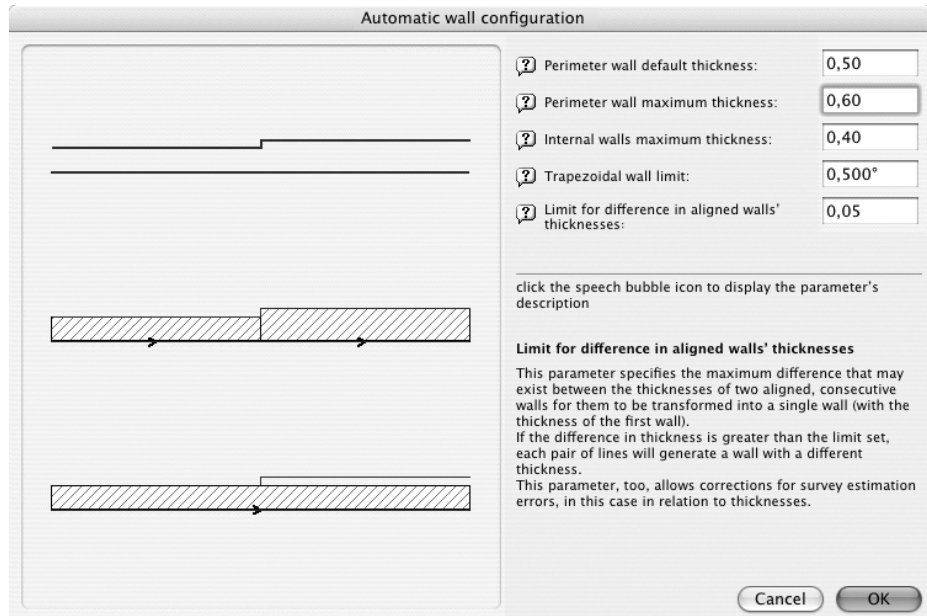 Automatic wall configuration
? Perimeter wall default thickness: 0,50
? Perimeter wall maximum thickness: 0,60
? Internal walls maximum thickness: 0,40
? Trapezoidal wall limit: 0,500°
? Limit for difference in aligned walls' 0,05
thicknesses:
click the speech bubble icon to display the parameter's
description
Limit for difference in aligned walls' thicknesses
This parameter specifies the maximum difference that may
exist between the thicknesses of two aligned, consecutive
walls for them to be transformed into a single wall (with the
thickness of the first wall).
If the difference in thickness is greater than the limit set,
each pair of lines will generate a wall with a different
thickness.
This parameter, too, allows corrections for survey estimation
errors, in this case in relation to thicknesses.
Cancel OK